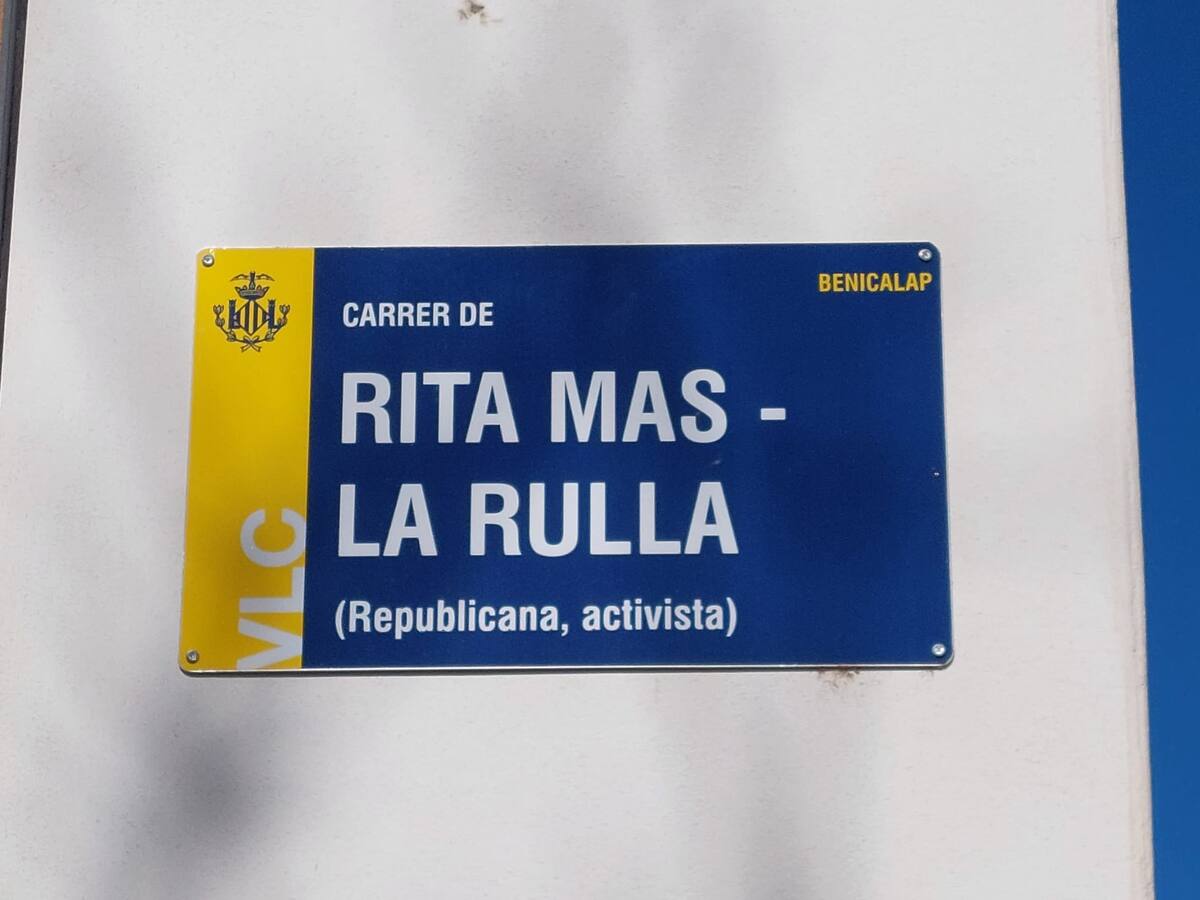 BENICALAP
CARRER DE
RITA MAS -
LA RULLA
(Republicana, activista)
VLC